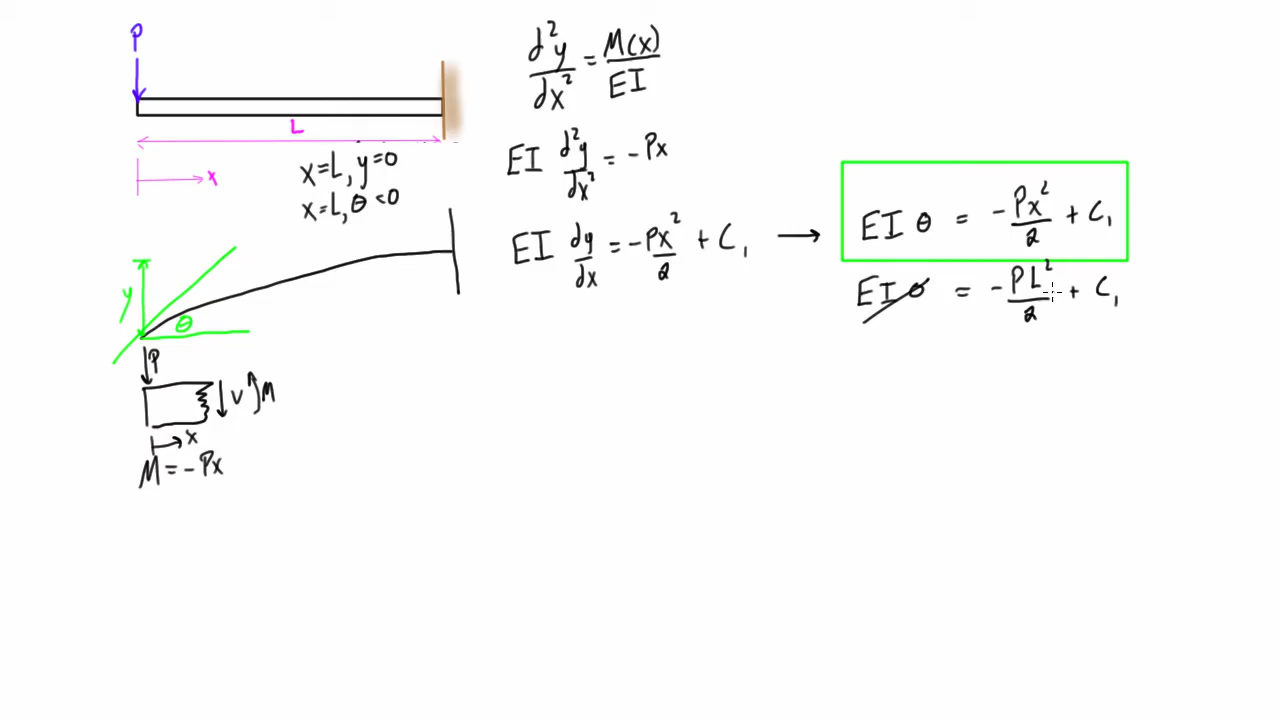 P
L
x
x=L, y=0
x=L, θ<0
y
θ
P
V
M
x
M = -Px
d²y/dx² = M(x)/EI
EI d²y/dx² = -Px
EI dy/dx = -Px²/2 + C₁ →
EI θ = -Px²/2 + C₁
EI θ = -PL²/2 + C₁